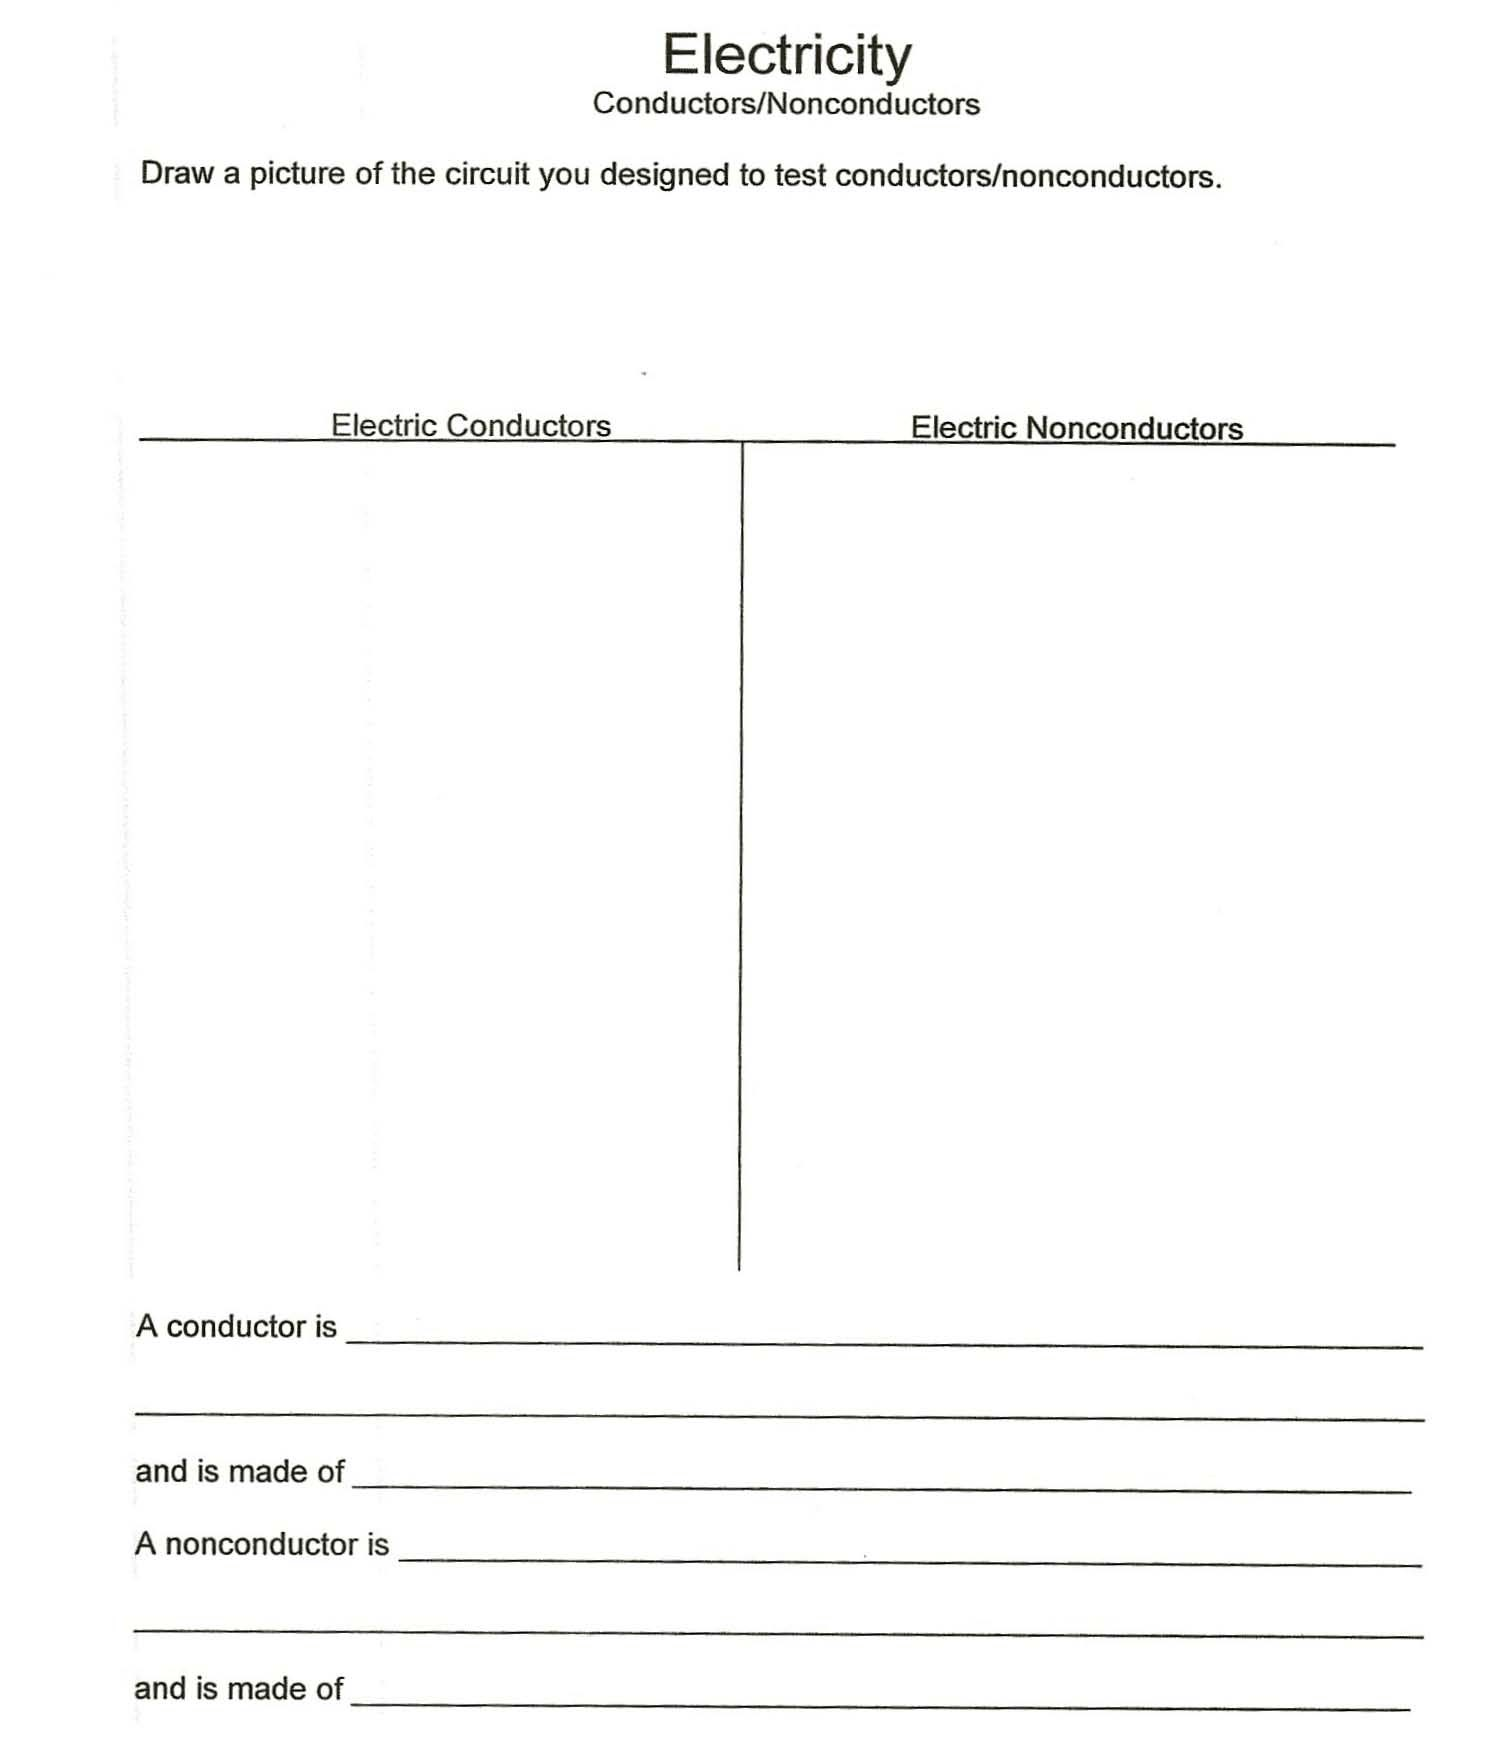 Electricity
Conductors/Nonconductors
Draw a picture of the circuit you designed to test conductors/nonconductors.
Electric Conductors
Electric Nonconductors
A conductor is
and is made of
A nonconductor is
and is made of